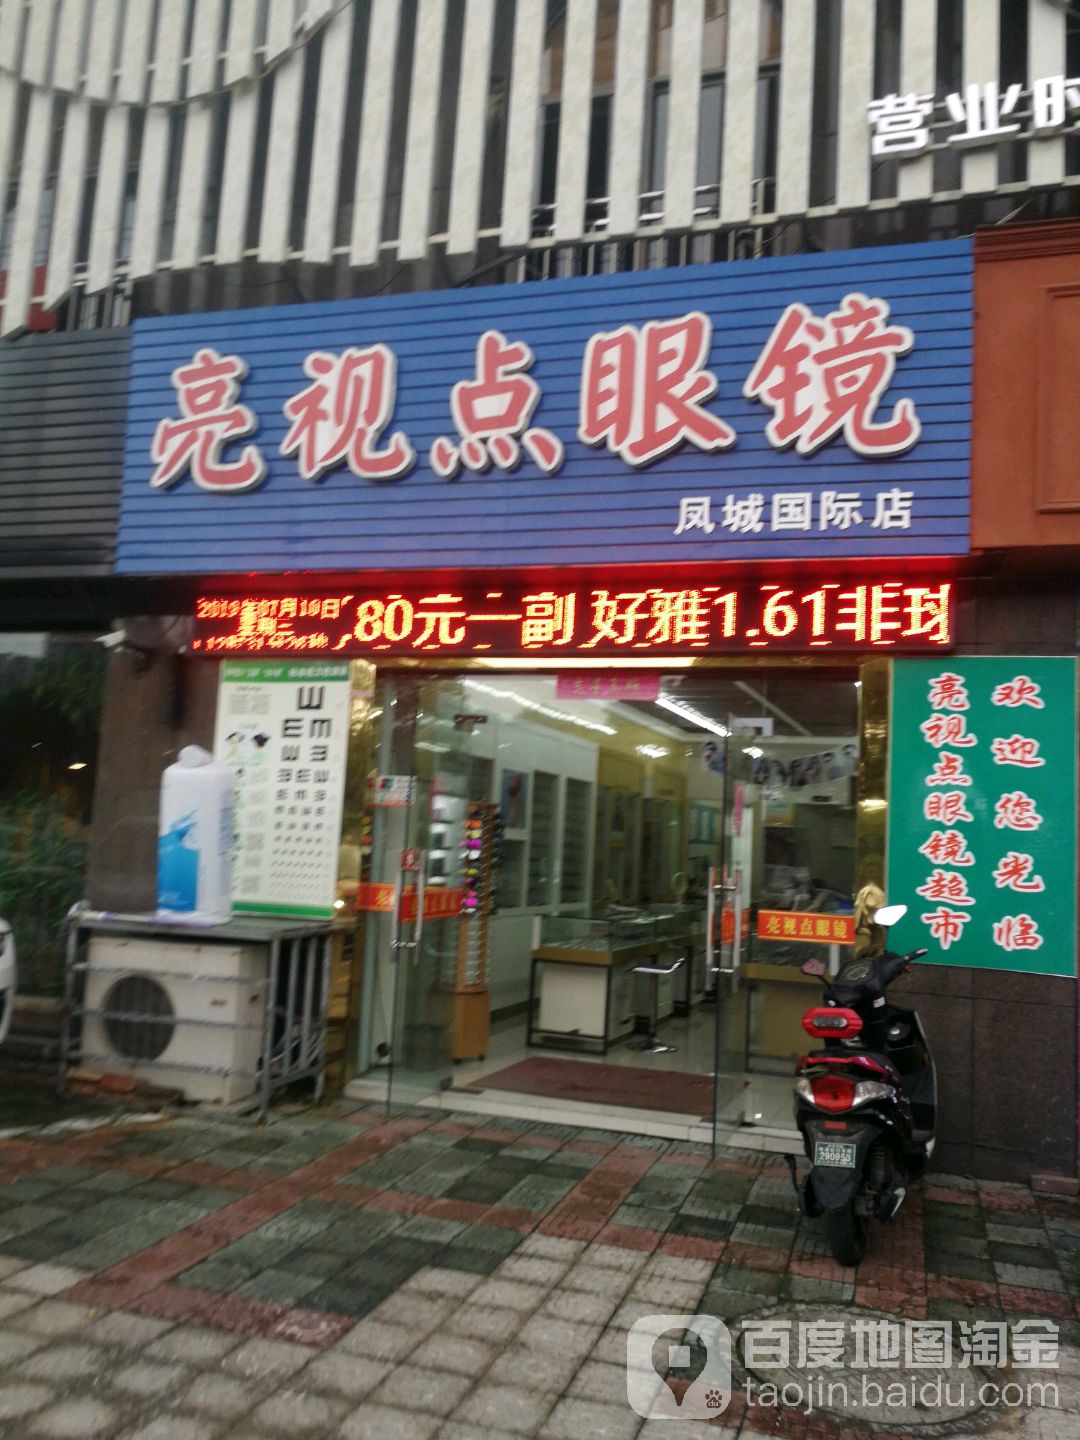 营业时
亮视点眼镜
凤城国际店
80元一副 好雅1.61非球
欢迎您光临
亮视点眼镜超市
亮视点眼镜
290953
百度地图淘金
taojin.baidu.com